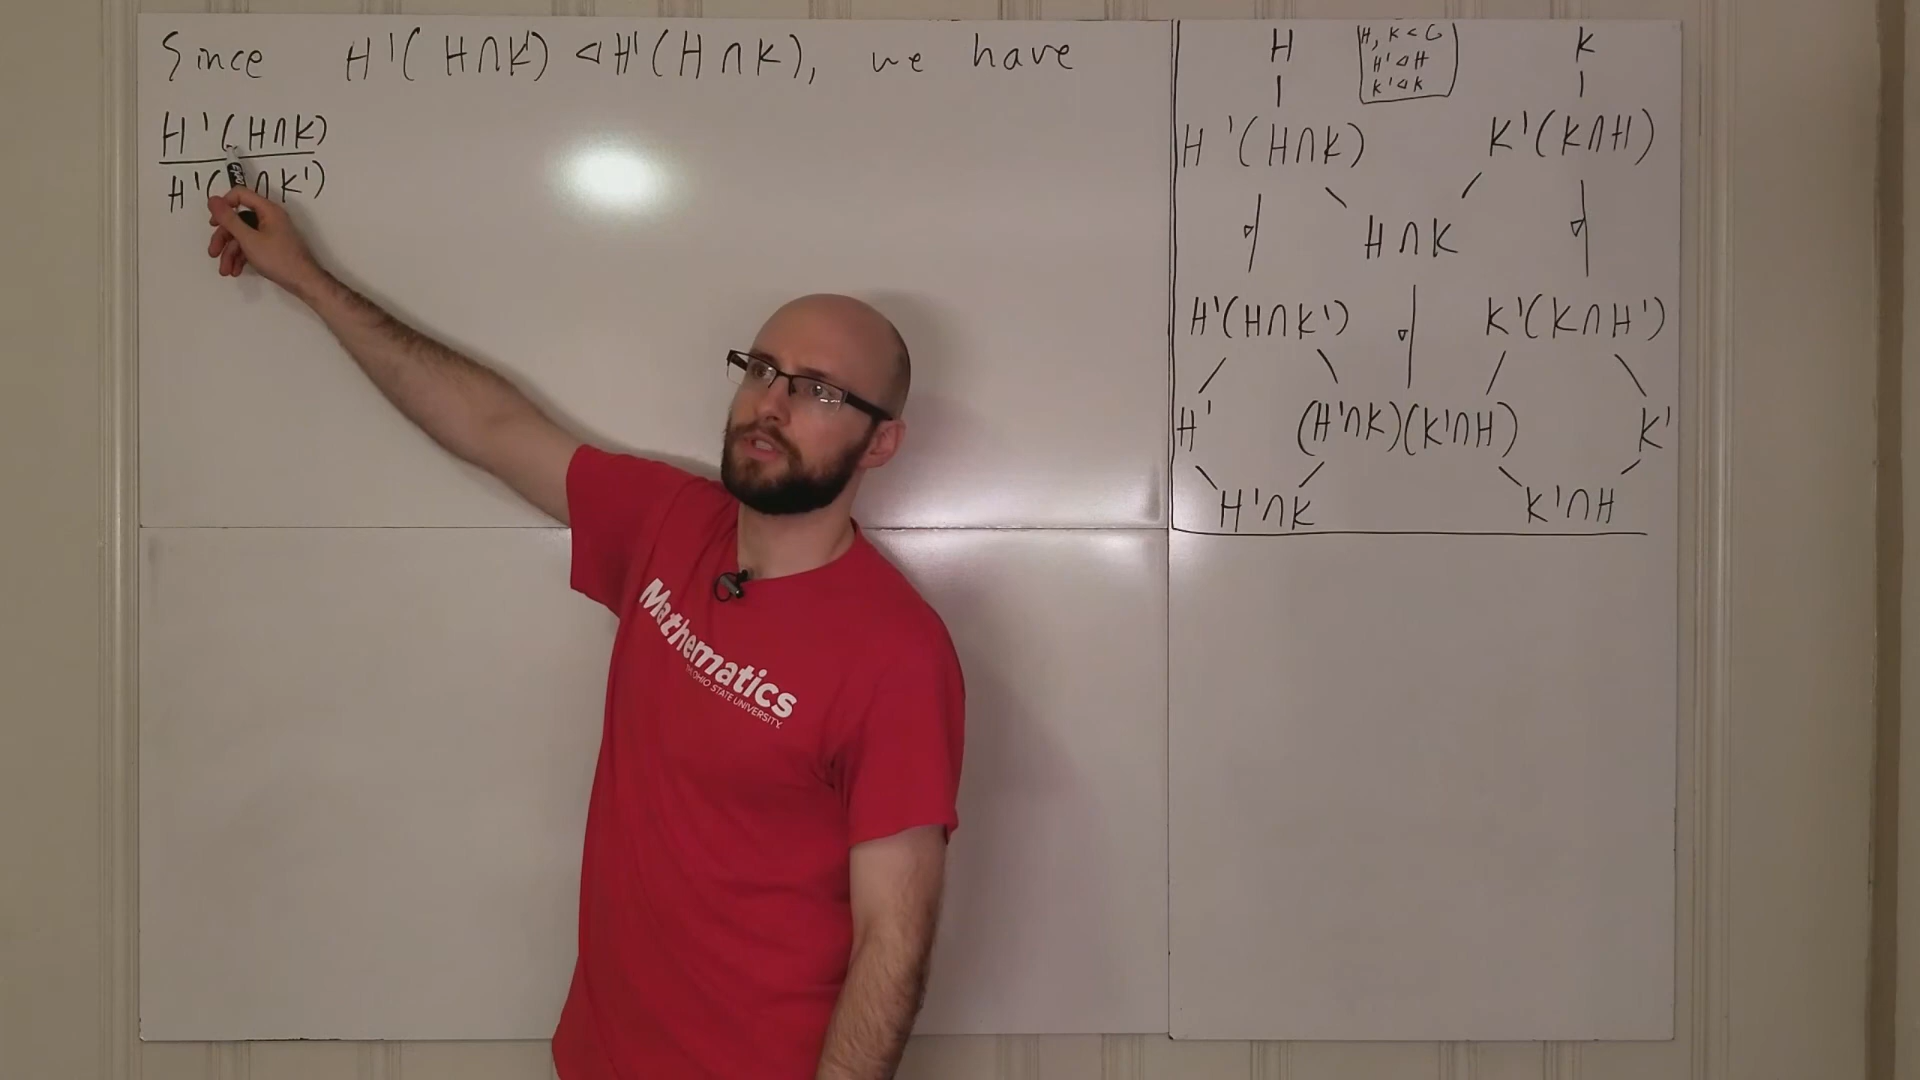 Since H'(H∩K') ⊲ H'(H∩K), we have
H'(H∩K)
H'( ∩K')
H
H, K < G
H' ⊲ H
K' ⊲ K
K
H'(H∩K)
K'(K∩H)
H∩K
H'(H∩K')
K'(K∩H')
H'
(H'∩K)(K'∩H)
K'
H'∩K
K'∩H
Mathematics
THE OHIO STATE UNIVERSITY